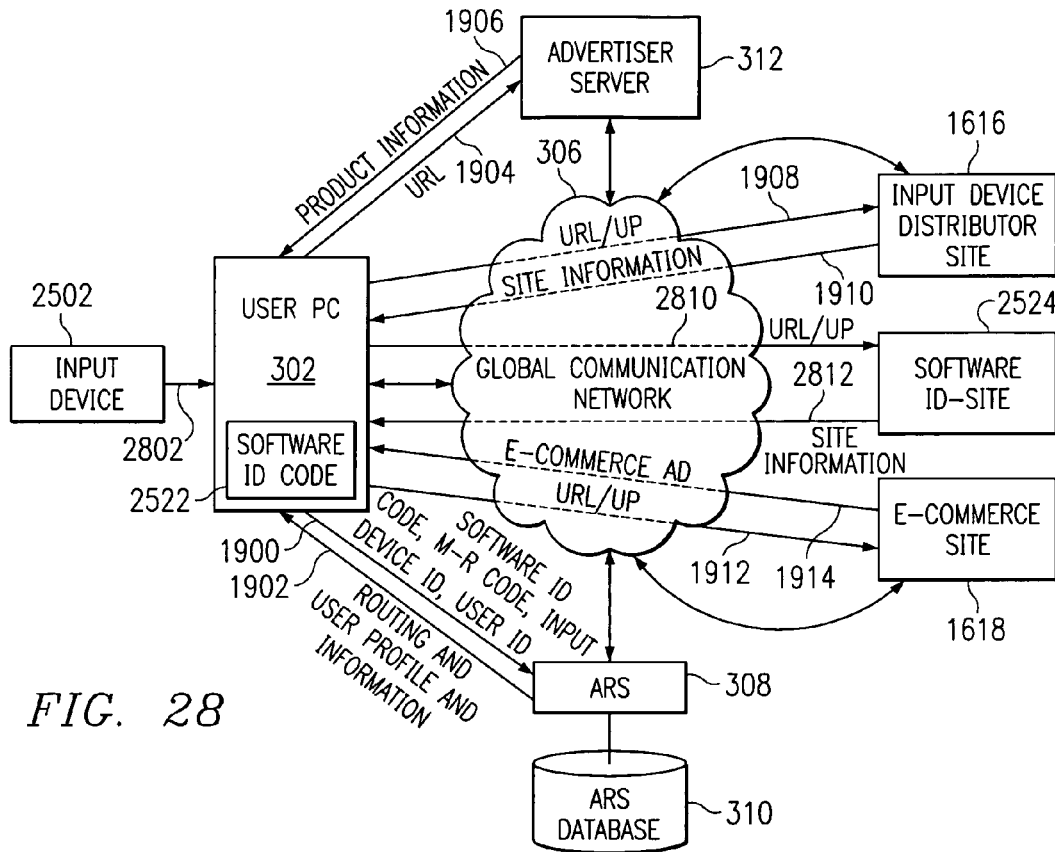 1906
ADVERTISER
SERVER
312
PRODUCT INFORMATION
URL
1904
306
1908
1616
INPUT DEVICE
DISTRIBUTOR
SITE
URL/UP
SITE INFORMATION
1910
2502
INPUT
DEVICE
2802
USER PC
302
SOFTWARE
ID CODE
2522
2810
URL/UP
2524
SOFTWARE
ID-SITE
GLOBAL COMMUNICATION
NETWORK
2812
SITE
INFORMATION
E-COMMERCE AD
URL/UP
1912
1914
E-COMMERCE
SITE
1618
1900
1902
SOFTWARE ID
CODE, M-R CODE, INPUT
DEVICE ID, USER ID
ROUTING AND
USER PROFILE AND
INFORMATION
ARS
308
ARS
DATABASE
310
FIG. 28